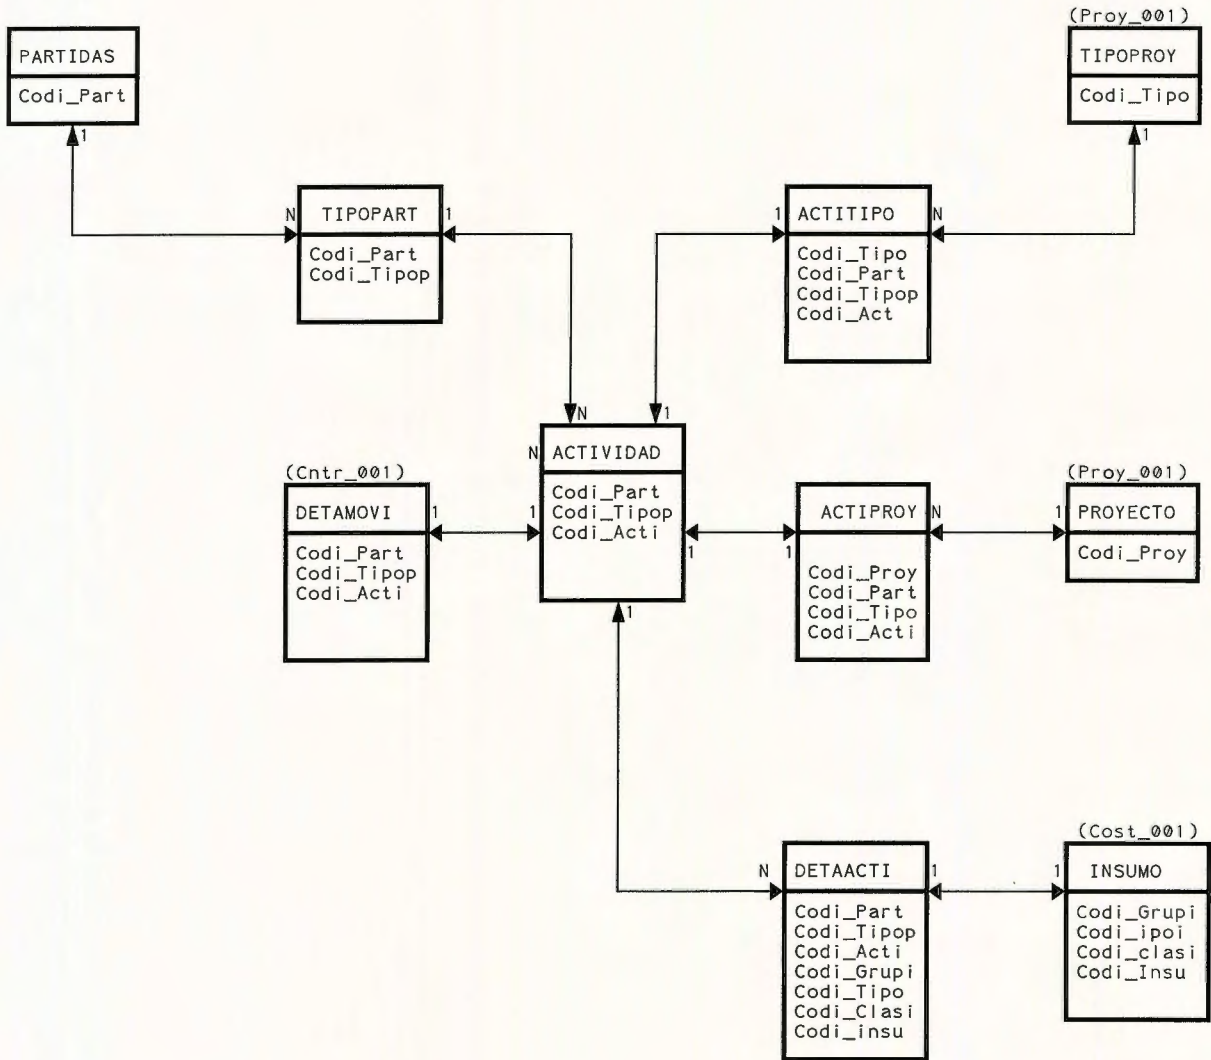 (Proy_001)
PARTIDAS
Codi_Part
1
TIPOPROY
Codi_Tipo
1
N
TIPOPART
1
Codi_Part
Codi_Tipop
1
ACTITIPO
N
Codi_Tipo
Codi_Part
Codi_Tipop
Codi_Act
N
1
N
ACTIVIDAD
Codi_Part
Codi_Tipop
Codi_Acti
(Cntr_001)
DETAMOVI
1
1
Codi_Part
Codi_Tipop
Codi_Acti
ACTIPROY
N
1
1
Codi_Proy
Codi_Part
Codi_Tipo
Codi_Acti
(Proy_001)
1
PROYECTO
Codi_Proy
1
N
DETAACTI
1
Codi_Part
Codi_Tipop
Codi_Acti
Codi_Grupi
Codi_Tipo
Codi_Clasi
Codi_insu
(Cost_001)
1
INSUMO
Codi_Grupi
Codi_ipoi
Codi_clasi
Codi_Insu